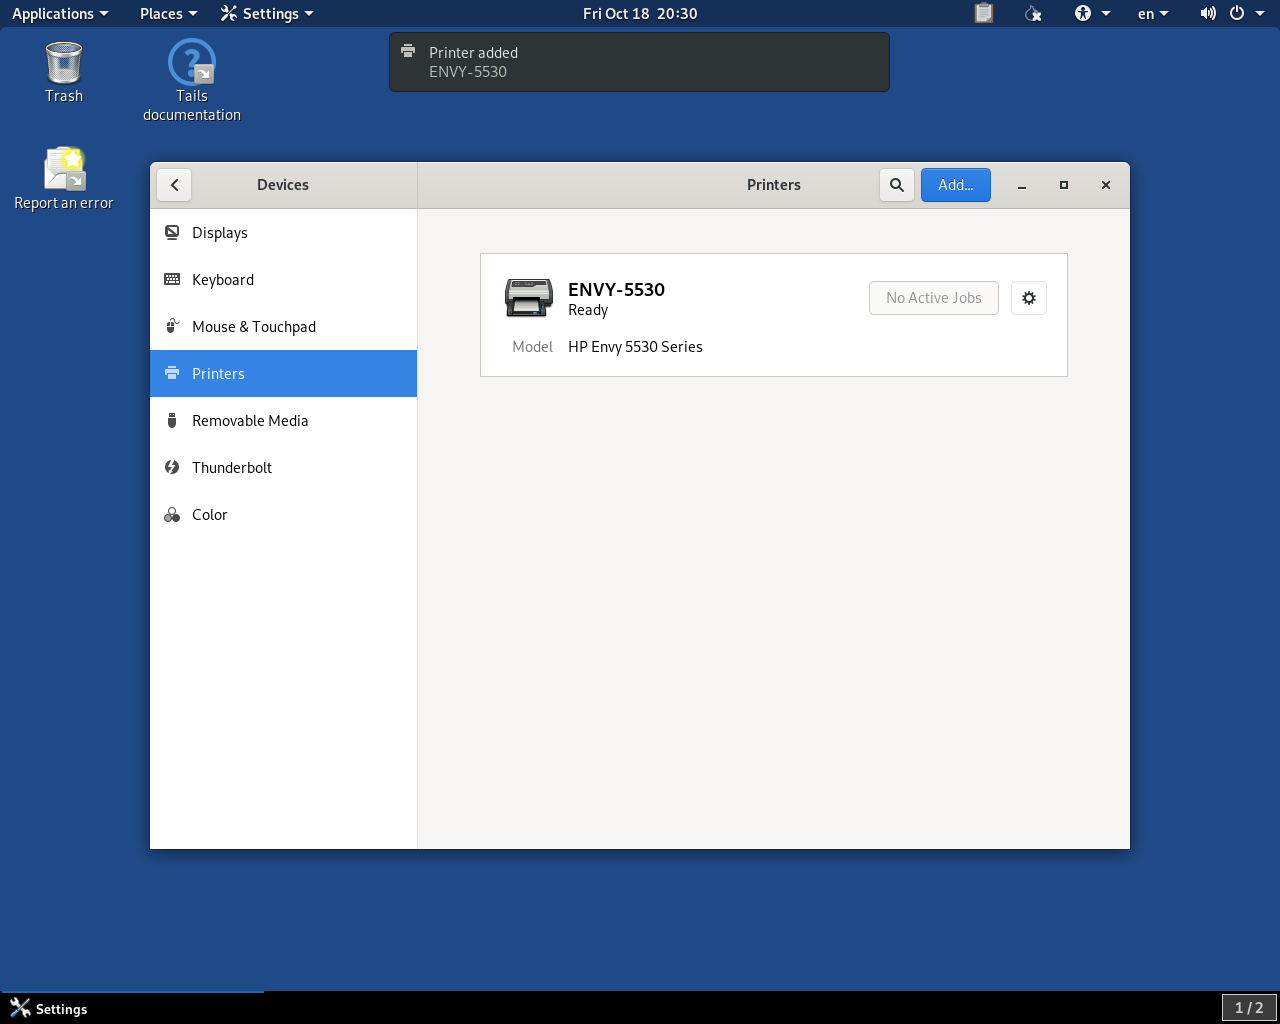 Applications Places Settings Fri Oct 18 20:30 en
Printer added
ENVY-5530
Trash
Tails
documentation
Report an error
Devices Printers Add...
Displays
Keyboard
Mouse & Touchpad
Printers
Removable Media
Thunderbolt
Color
ENVY-5530
Ready
No Active Jobs
Model HP Envy 5530 Series
Settings 1 / 2